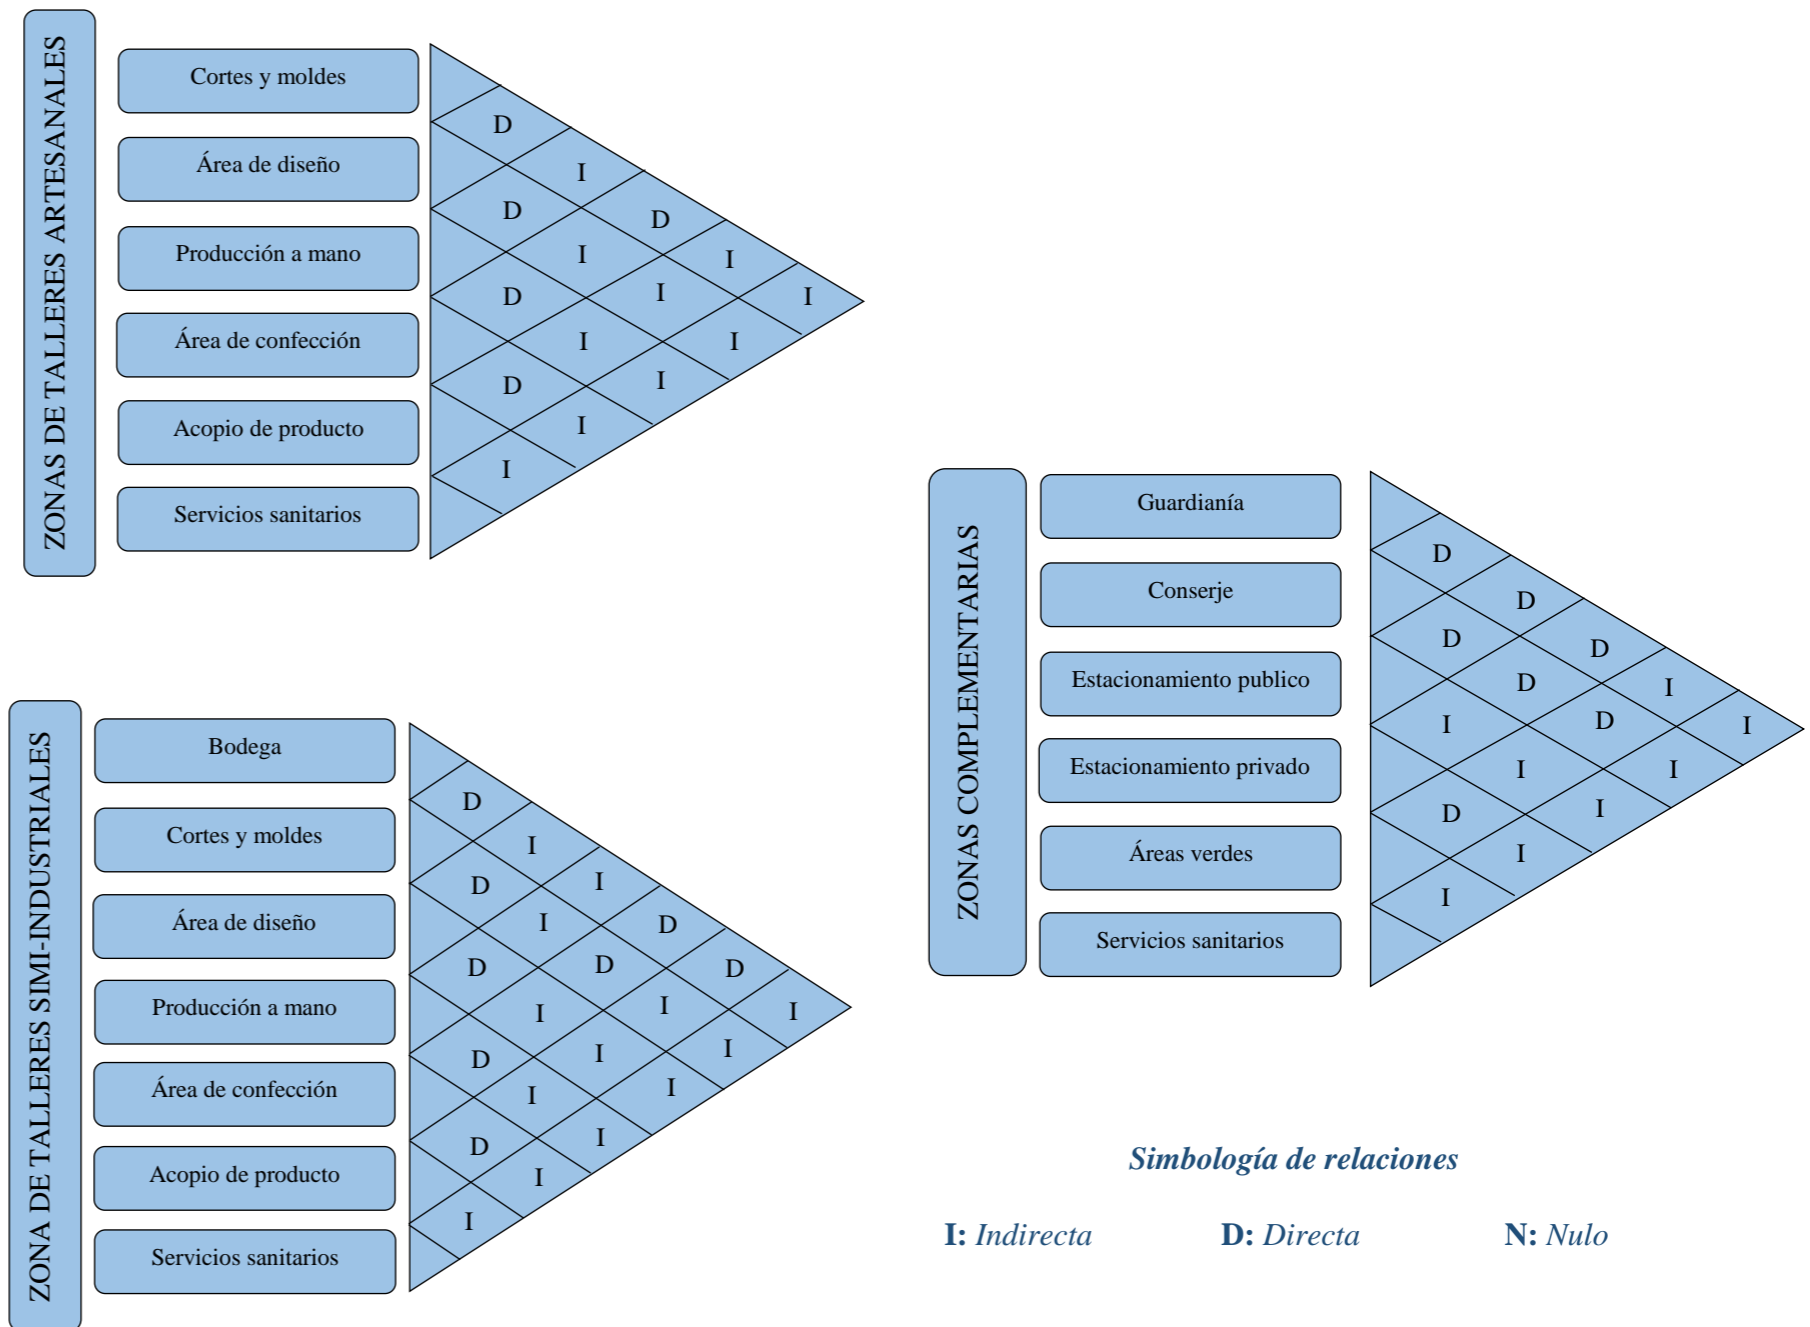 ZONAS DE TALLERES ARTESANALES
Cortes y moldes
Área de diseño
Producción a mano
Área de confección
Acopio de producto
Servicios sanitarios
D
I
D
D
I
I
D
I
I
D
I
I
D
I
I
ZONA DE TALLERES SIMI-INDUSTRIALES
Bodega
Cortes y moldes
Área de diseño
Producción a mano
Área de confección
Acopio de producto
Servicios sanitarios
D
I
I
D
I
D
D
D
D
I
I
I
D
I
I
I
I
D
I
I
I
ZONAS COMPLEMENTARIAS
Guardianía
Conserje
Estacionamiento publico
Estacionamiento privado
Áreas verdes
Servicios sanitarios
D
D
D
D
D
I
I
D
I
I
I
D
I
I
I
Simbología de relaciones
I: Indirecta D: Directa N: Nulo